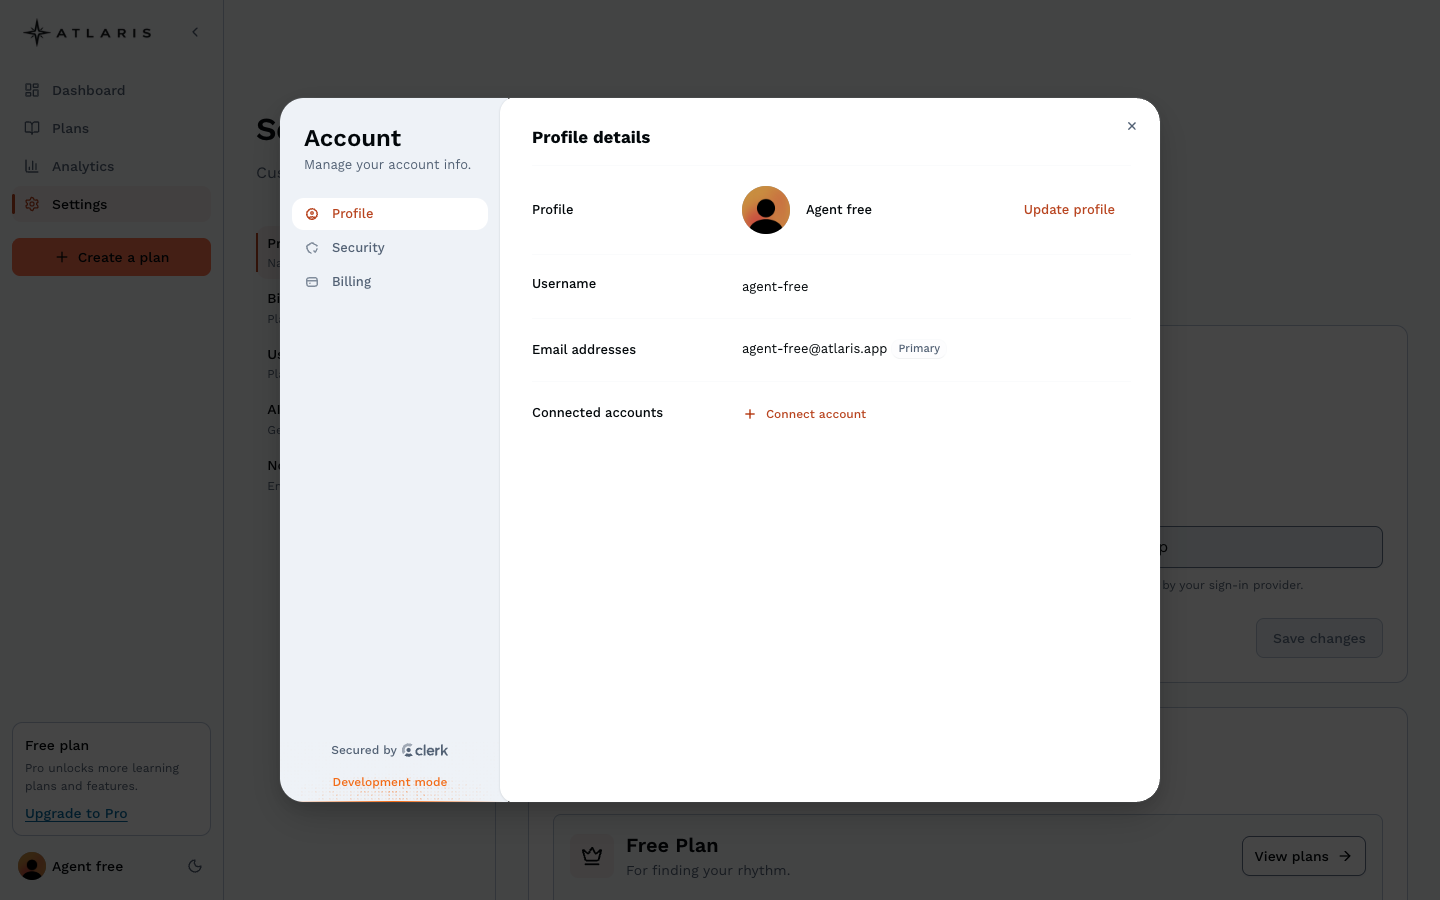 ATLARIS
Dashboard
Plans
Analytics
Settings
Create a plan
Free plan
Pro unlocks more learning
plans and features.
Upgrade to Pro
Agent free
Account
Manage your account info.
Profile
Security
Billing
Secured by clerk
Development mode
Profile details
Profile
Agent free
Update profile
Username
agent-free
Email addresses
agent-free@atlaris.app
Primary
Connected accounts
Connect account
by your sign-in provider.
Save changes
Free Plan
For finding your rhythm.
View plans